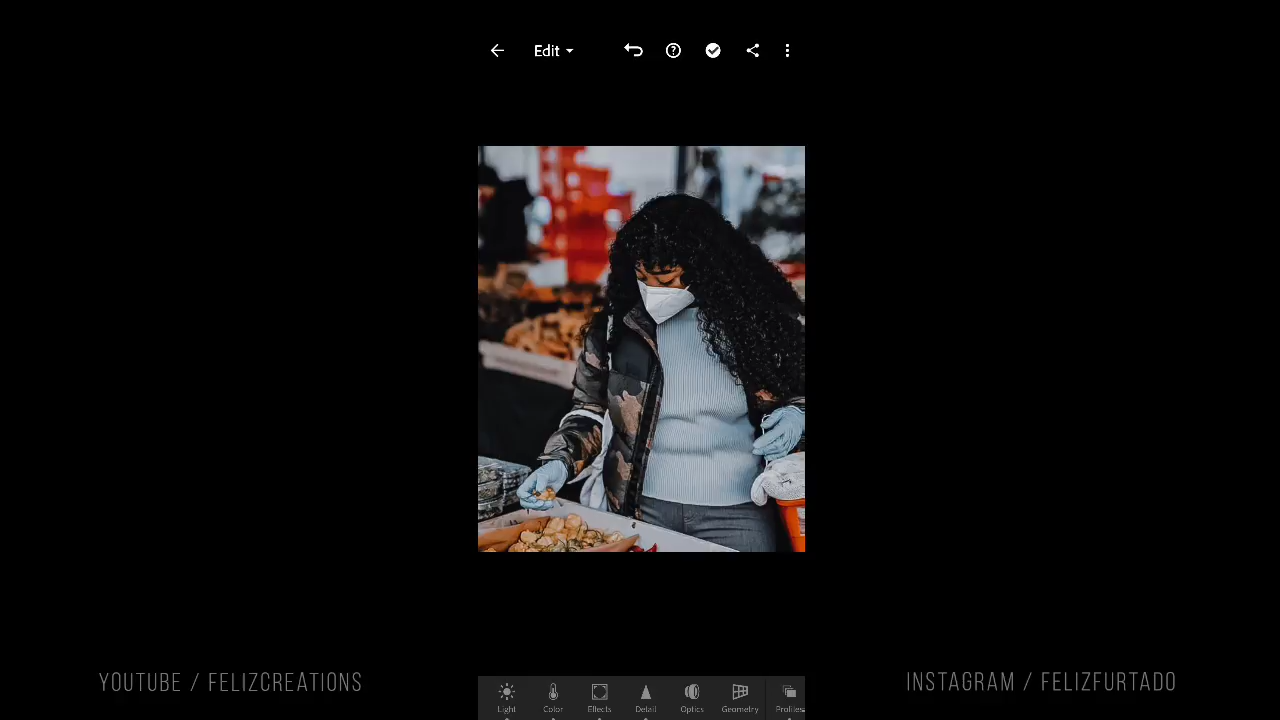 Edit
YOUTUBE / FELIZCREATIONS
INSTAGRAM / FELIZFURTADO
Light
Color
Effects
Detail
Optics
Geometry
Profiles